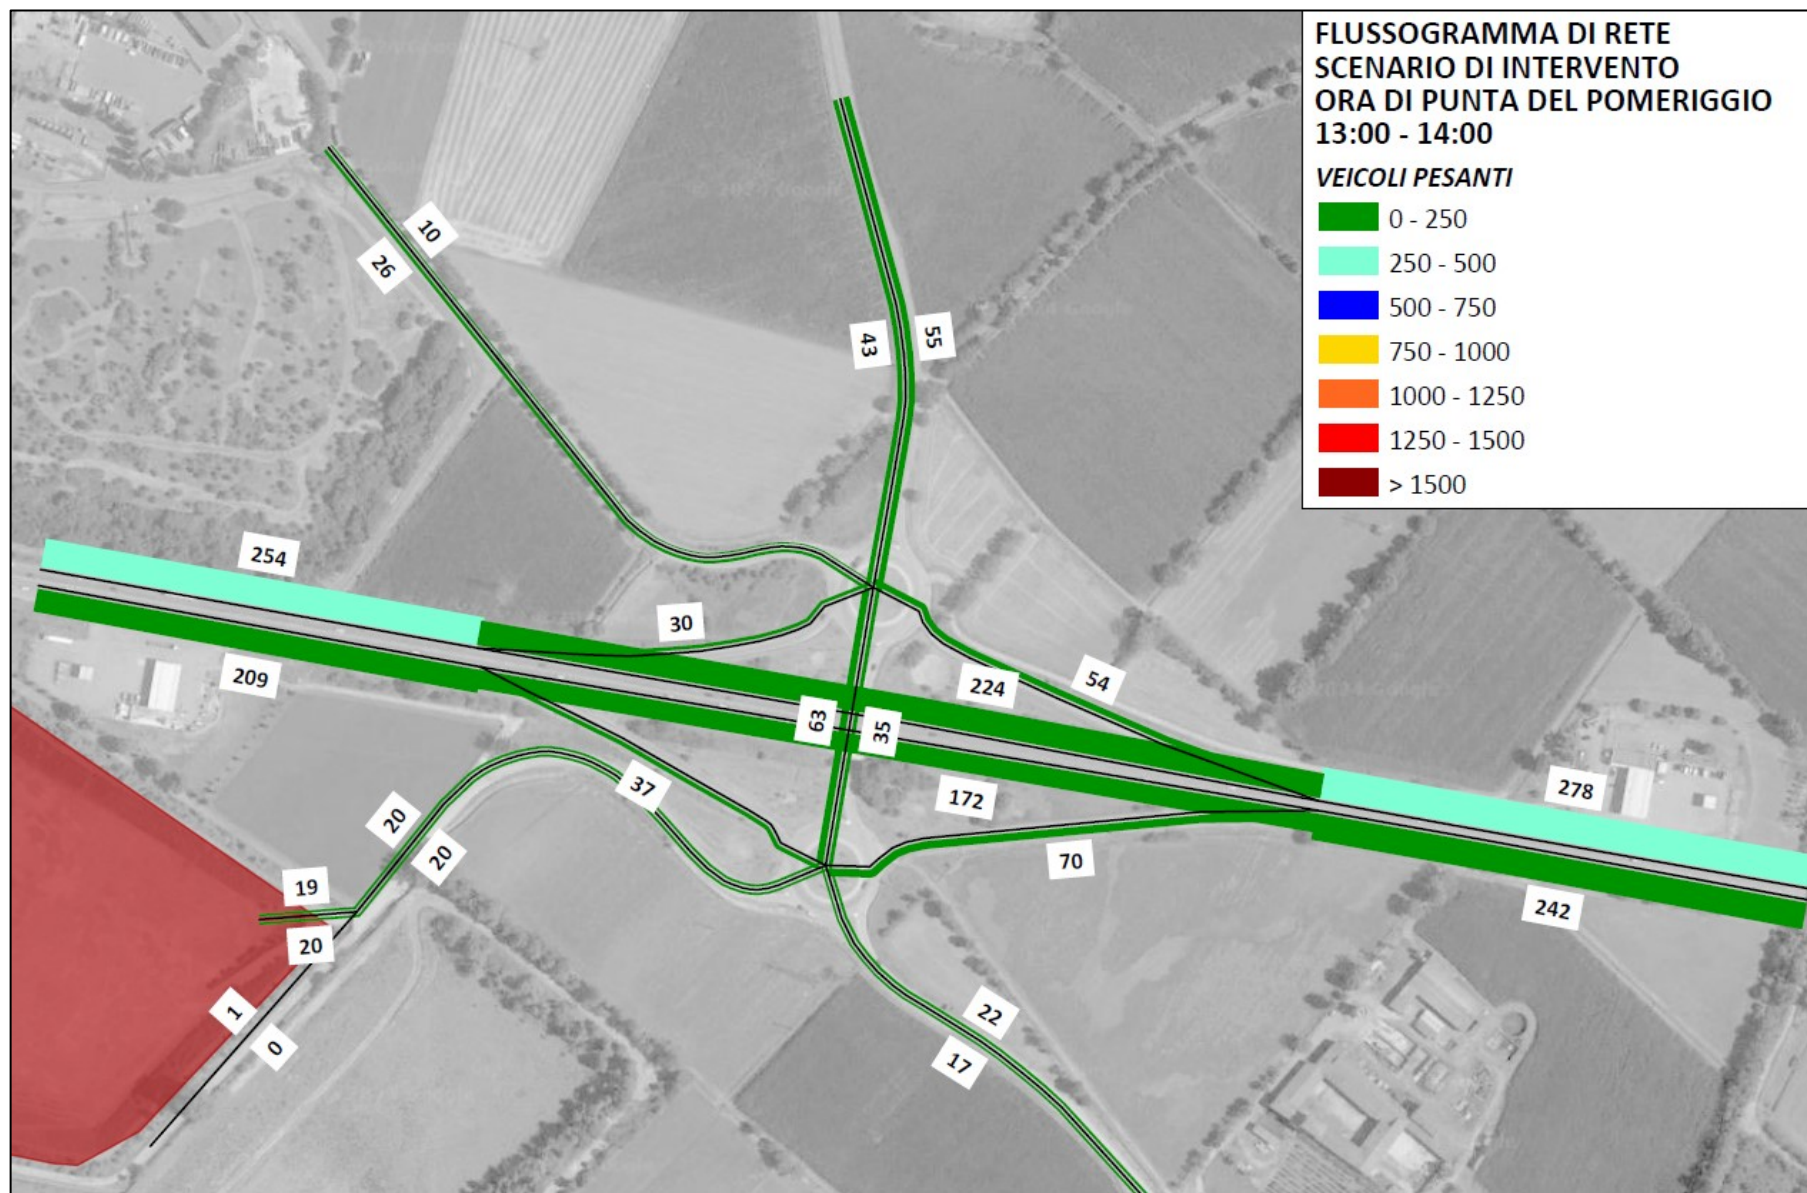 FLUSSOGRAMMA DI RETE
SCENARIO DI INTERVENTO
ORA DI PUNTA DEL POMERIGGIO
13:00 - 14:00
VEICOLI PESANTI
0 - 250
250 - 500
500 - 750
750 - 1000
1000 - 1250
1250 - 1500
> 1500
10
26
43
55
254
30
209
224
54
63
35
172
278
37
20
20
70
242
19
20
1
0
22
17